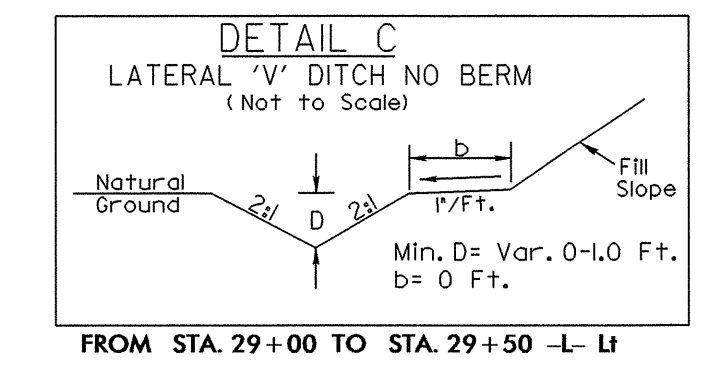 DETAIL C
LATERAL 'V' DITCH NO BERM
(Not to Scale)
b
Natural
Ground
2:1
D
2:1
1"/Ft.
Fill
Slope
Min. D= Var. 0-1.0 Ft.
b= 0 Ft.
FROM STA. 29+00 TO STA. 29+50 -L- Lt